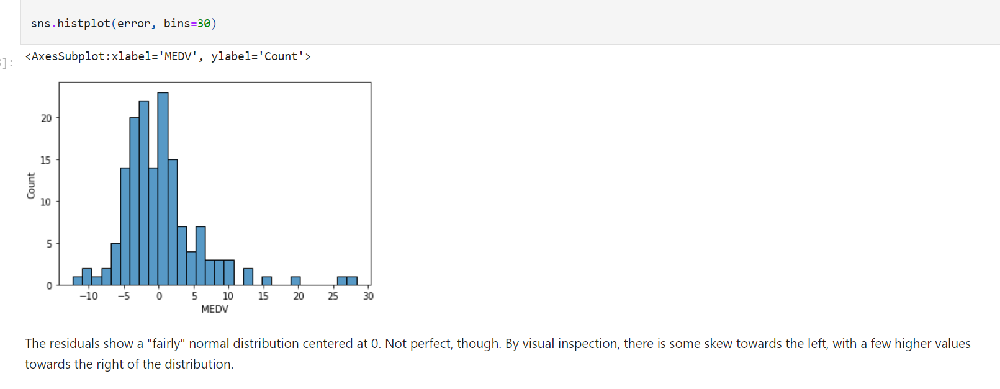 sns.histplot(error, bins=30)
]:
<AxesSubplot:xlabel='MEDV', ylabel='Count'>
20
15
10
5
0
Count
−10 −5 0 5 10 15 20 25 30
MEDV
The residuals show a "fairly" normal distribution centered at 0. Not perfect, though. By visual inspection, there is some skew towards the left, with a few higher values
towards the right of the distribution.